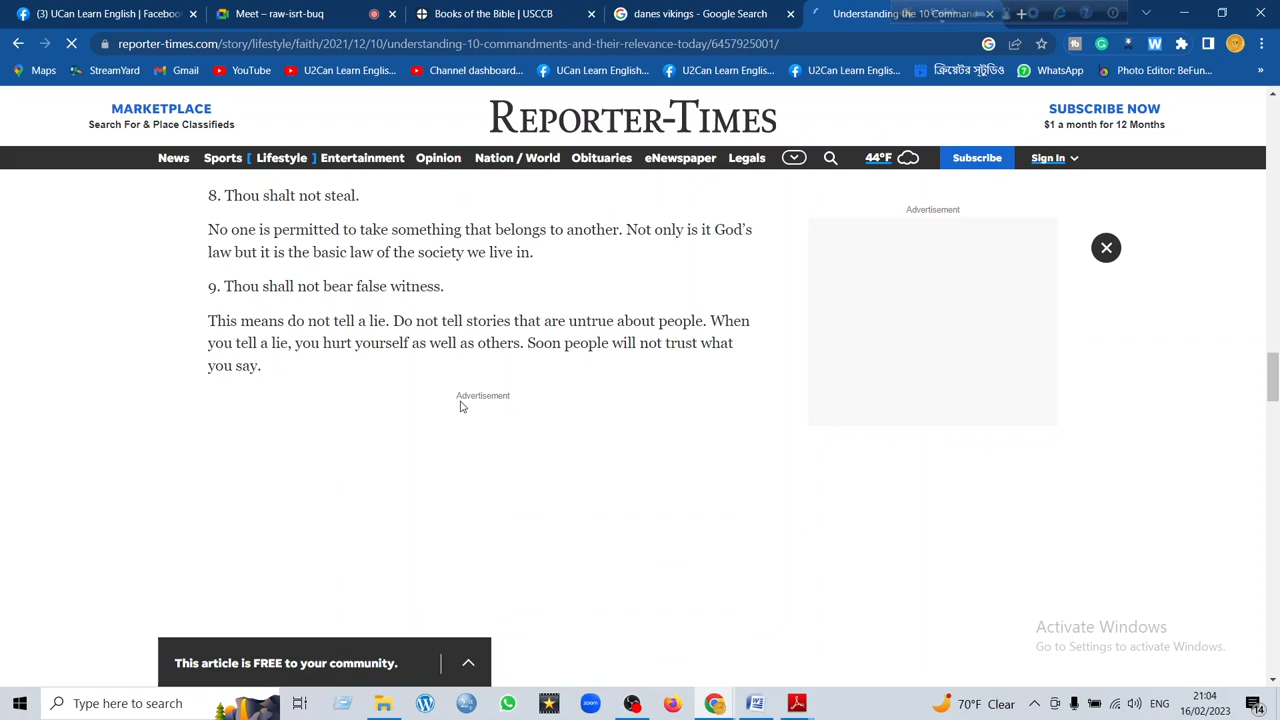 (3) UCan Learn English | Facebo
Meet – raw-isrt-buq
Books of the Bible | USCCB
danes vikings - Google Search
Understanding the 10 Comman
reporter-times.com/story/lifestyle/faith/2021/12/10/understanding-10-commandments-and-their-relevance-today/6457925001/
Maps
StreamYard
Gmail
YouTube
U2Can Learn Englis...
Channel dashboard...
UCan Learn English...
U2Can Learn Englis...
U2Can Learn Englis...
ক্রিয়েটর স্টুডিও
WhatsApp
Photo Editor: BeFun...
»
MARKETPLACE
Search For & Place Classifieds
REPORTER-TIMES
SUBSCRIBE NOW
$1 a month for 12 Months
News Sports Lifestyle Entertainment Opinion Nation / World Obituaries eNewspaper Legals 44°F Subscribe Sign In
8. Thou shalt not steal.
No one is permitted to take something that belongs to another. Not only is it God’s
law but it is the basic law of the society we live in.
9. Thou shall not bear false witness.
This means do not tell a lie. Do not tell stories that are untrue about people. When
you tell a lie, you hurt yourself as well as others. Soon people will not trust what
you say.
Advertisement
Advertisement
This article is FREE to your community.
Activate Windows
Go to Settings to activate Windows.
Type here to search
70°F Clear
ENG
21:04
16/02/2023
14